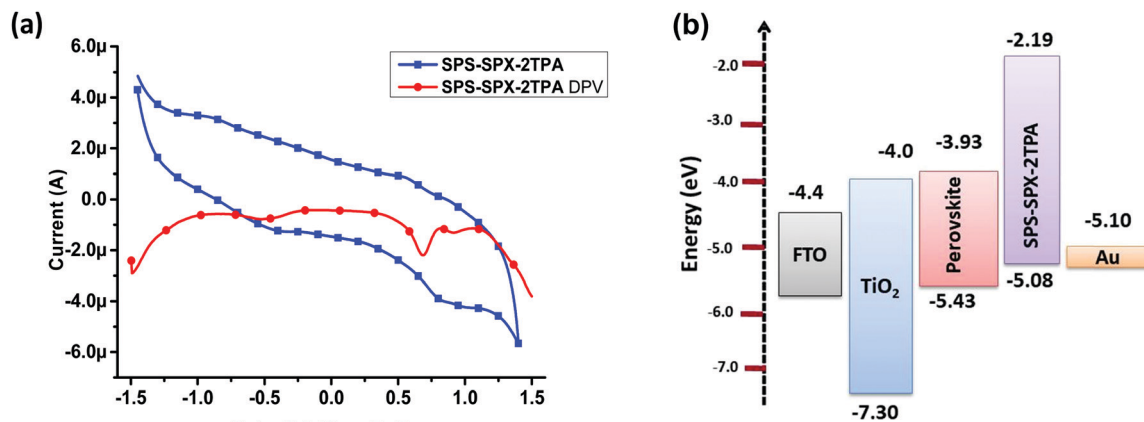 (a)
6.0µ
4.0µ
2.0µ
0.0
-2.0µ
-4.0µ
-6.0µ
Current (A)
SPS-SPX-2TPA
SPS-SPX-2TPA DPV
-1.5 -1.0 -0.5 0.0 0.5 1.0 1.5
(b)
Energy (eV)
-2.0
-3.0
-4.0
-5.0
-6.0
-7.0
-4.4
FTO
-4.0
TiO₂
-7.30
-3.93
Perovskite
-5.43
-2.19
SPS-SPX-2TPA
-5.08
-5.10
Au